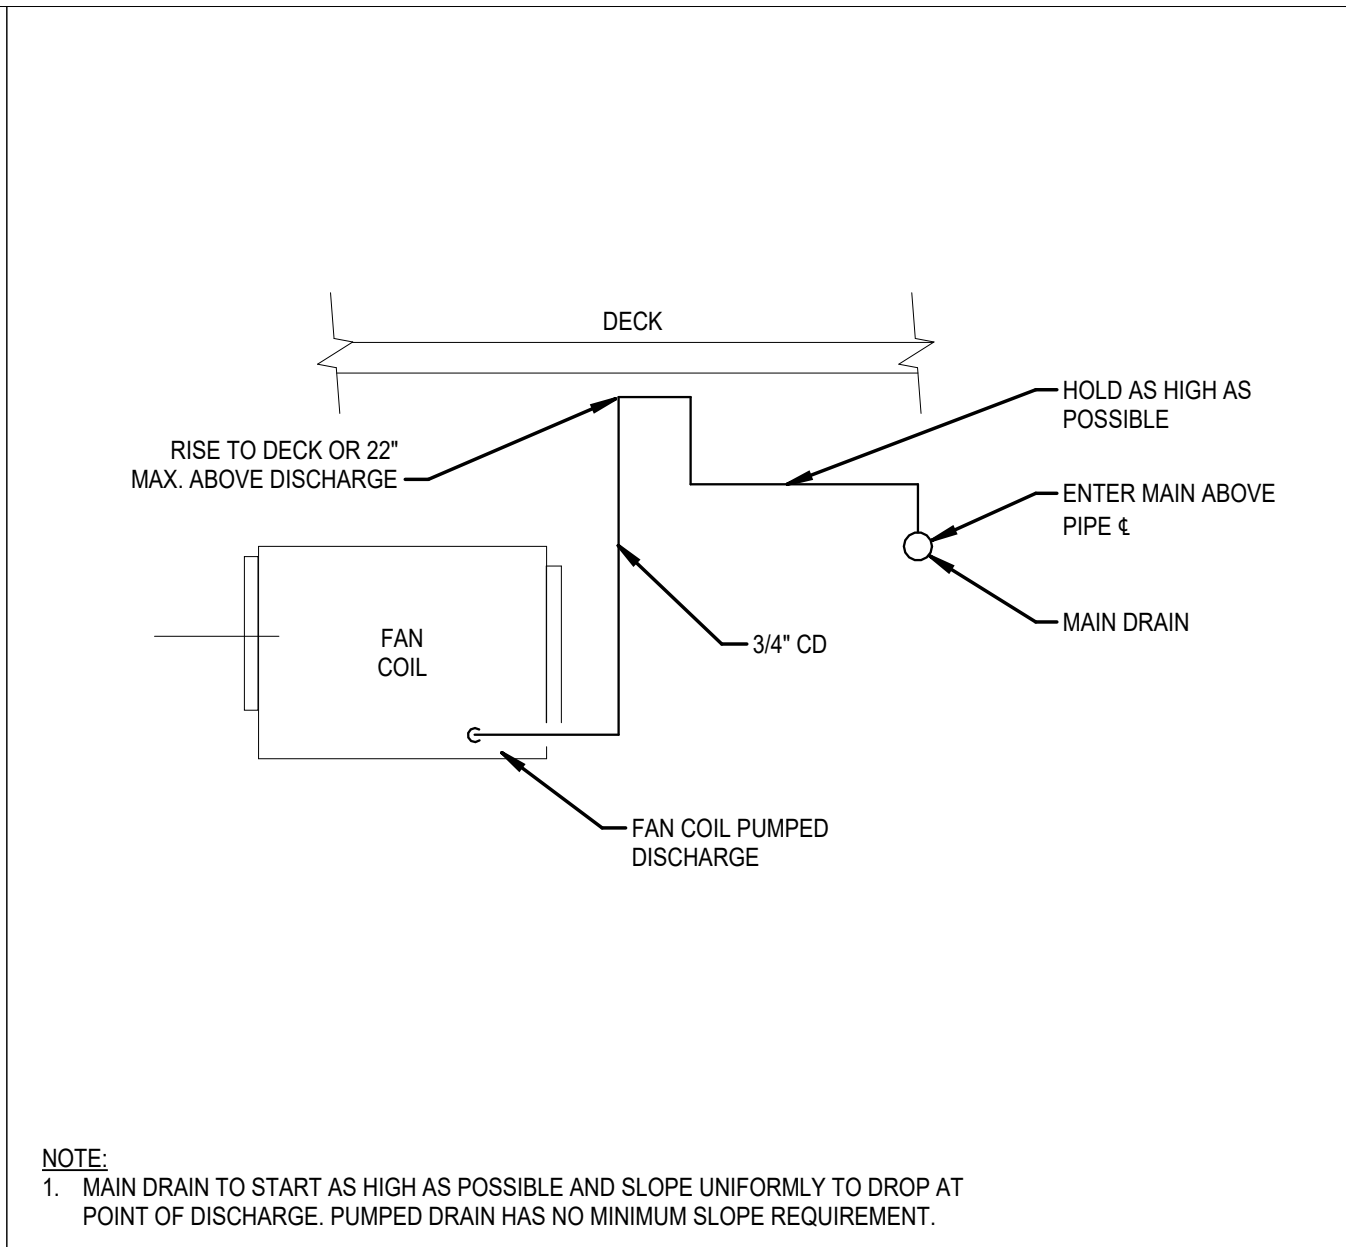 DECK
HOLD AS HIGH AS
POSSIBLE
RISE TO DECK OR 22"
MAX. ABOVE DISCHARGE
ENTER MAIN ABOVE
PIPE ℄
FAN
COIL
3/4" CD
MAIN DRAIN
FAN COIL PUMPED
DISCHARGE
NOTE:
1. MAIN DRAIN TO START AS HIGH AS POSSIBLE AND SLOPE UNIFORMLY TO DROP AT
POINT OF DISCHARGE. PUMPED DRAIN HAS NO MINIMUM SLOPE REQUIREMENT.